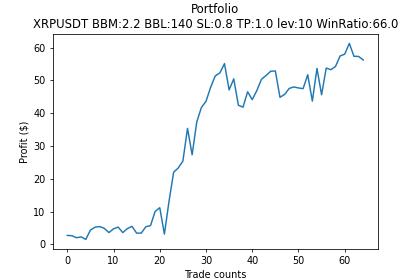 Portfolio
XRPUSDT BBM:2.2 BBL:140 SL:0.8 TP:1.0 lev:10 WinRatio:66.0
Profit ($)
60
50
40
30
20
10
0
0 10 20 30 40 50 60
Trade counts